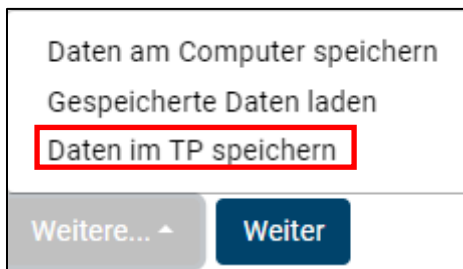 Daten am Computer speichern
Gespeicherte Daten laden
Daten im TP speichern
Weitere... Weiter